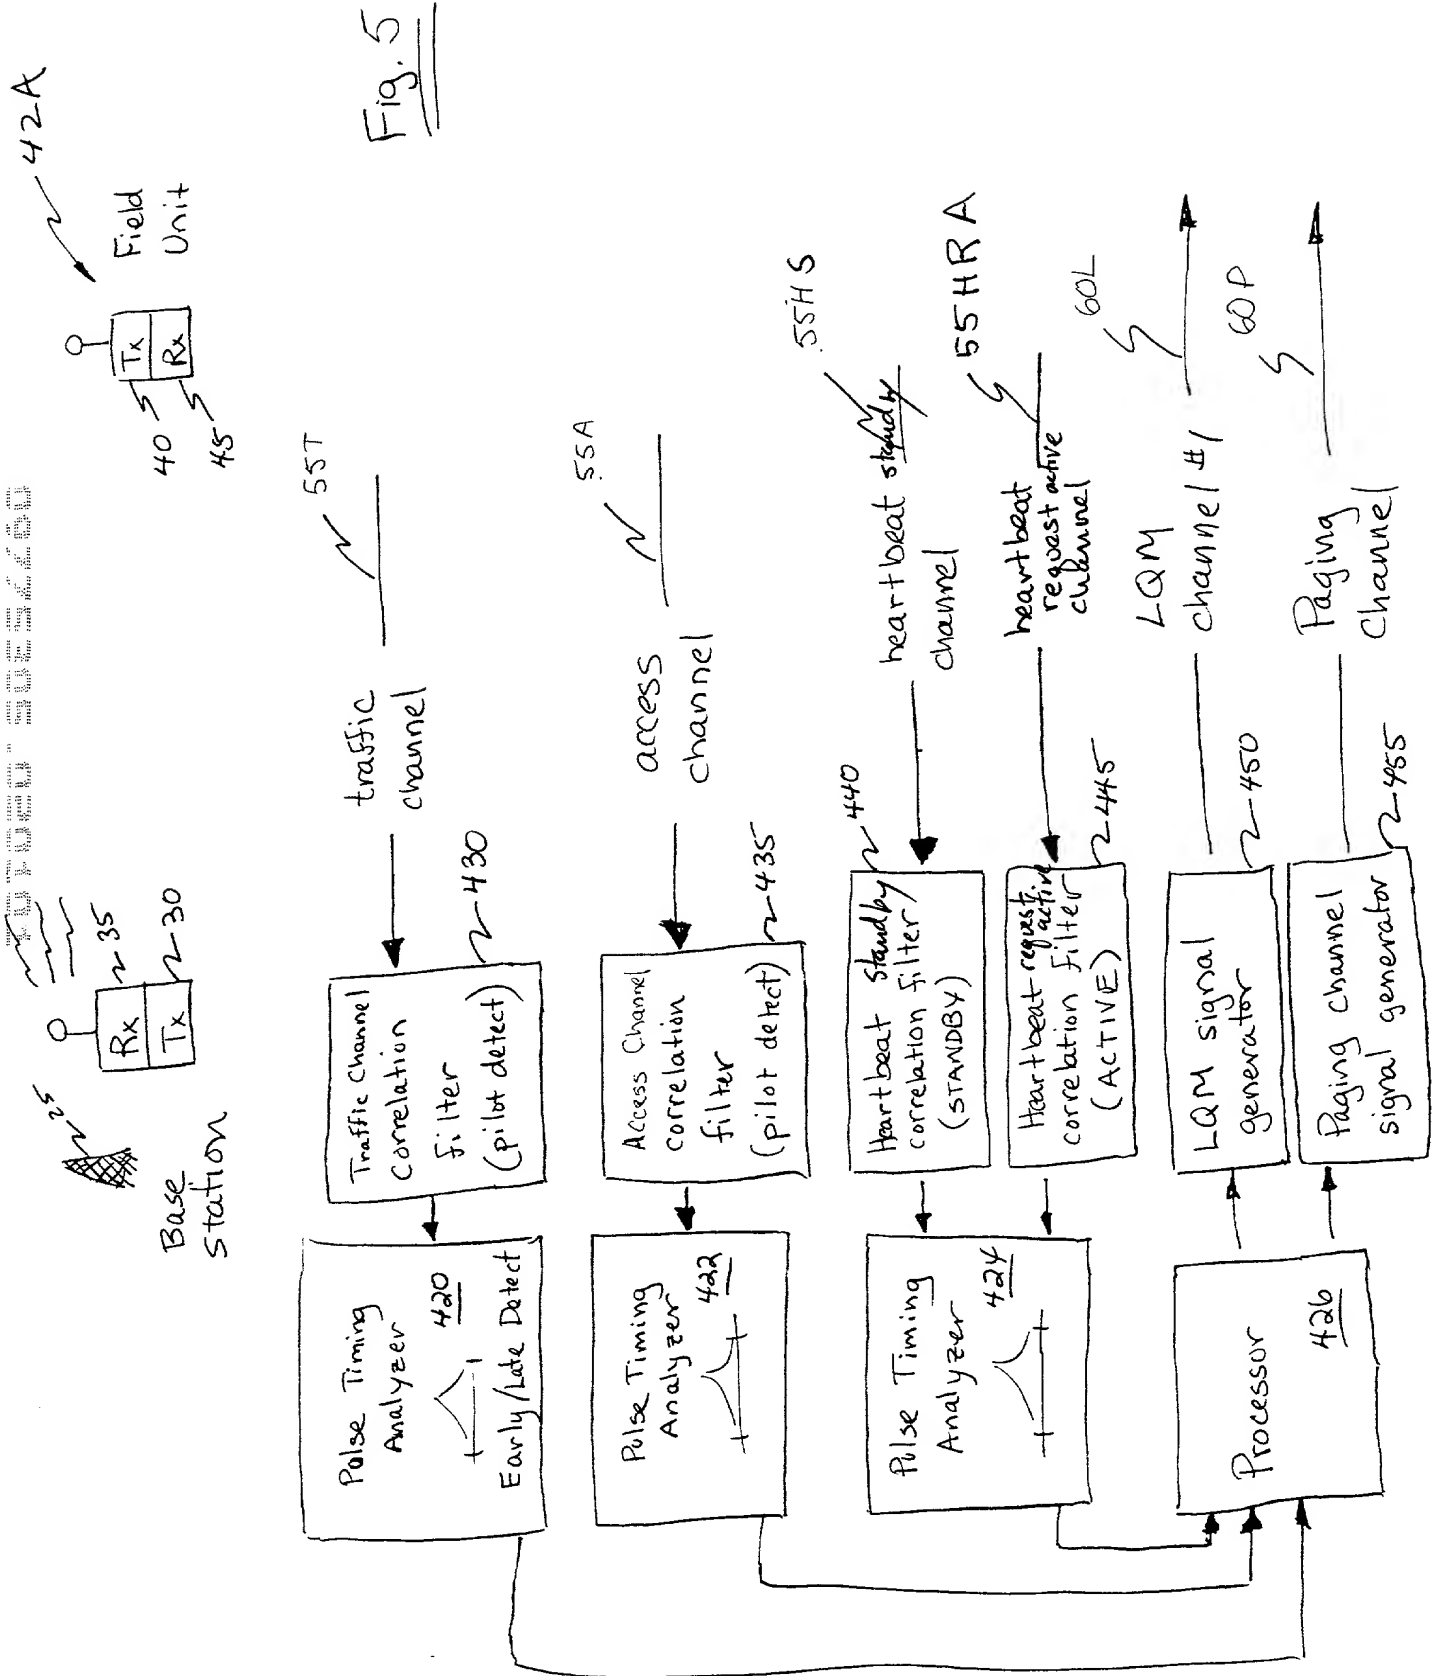 Base
Station
25
Rx
35
Tx
30
40
Tx
45
Rx
Field
Unit
42A
Fig. 5
Pulse Timing
Analyzer
420
Early/Late Detect
Traffic Channel
Correlation
filter
(pilot detect)
430
traffic
channel
55T
Pulse Timing
Analyzer
422
Access Channel
correlation
filter
(pilot detect)
435
access
channel
55A
Pulse Timing
Analyzer
424
Heartbeat standby
correlation filter
(STANDBY)
440
heartbeat standby
channel
55HS
Heartbeat request active
correlation filter
(ACTIVE)
445
heartbeat
request active
channel
55HRA
Processor
426
LQM signal
generator
450
LQM
channel #1
60L
Paging channel
signal generator
455
Paging
Channel
60P